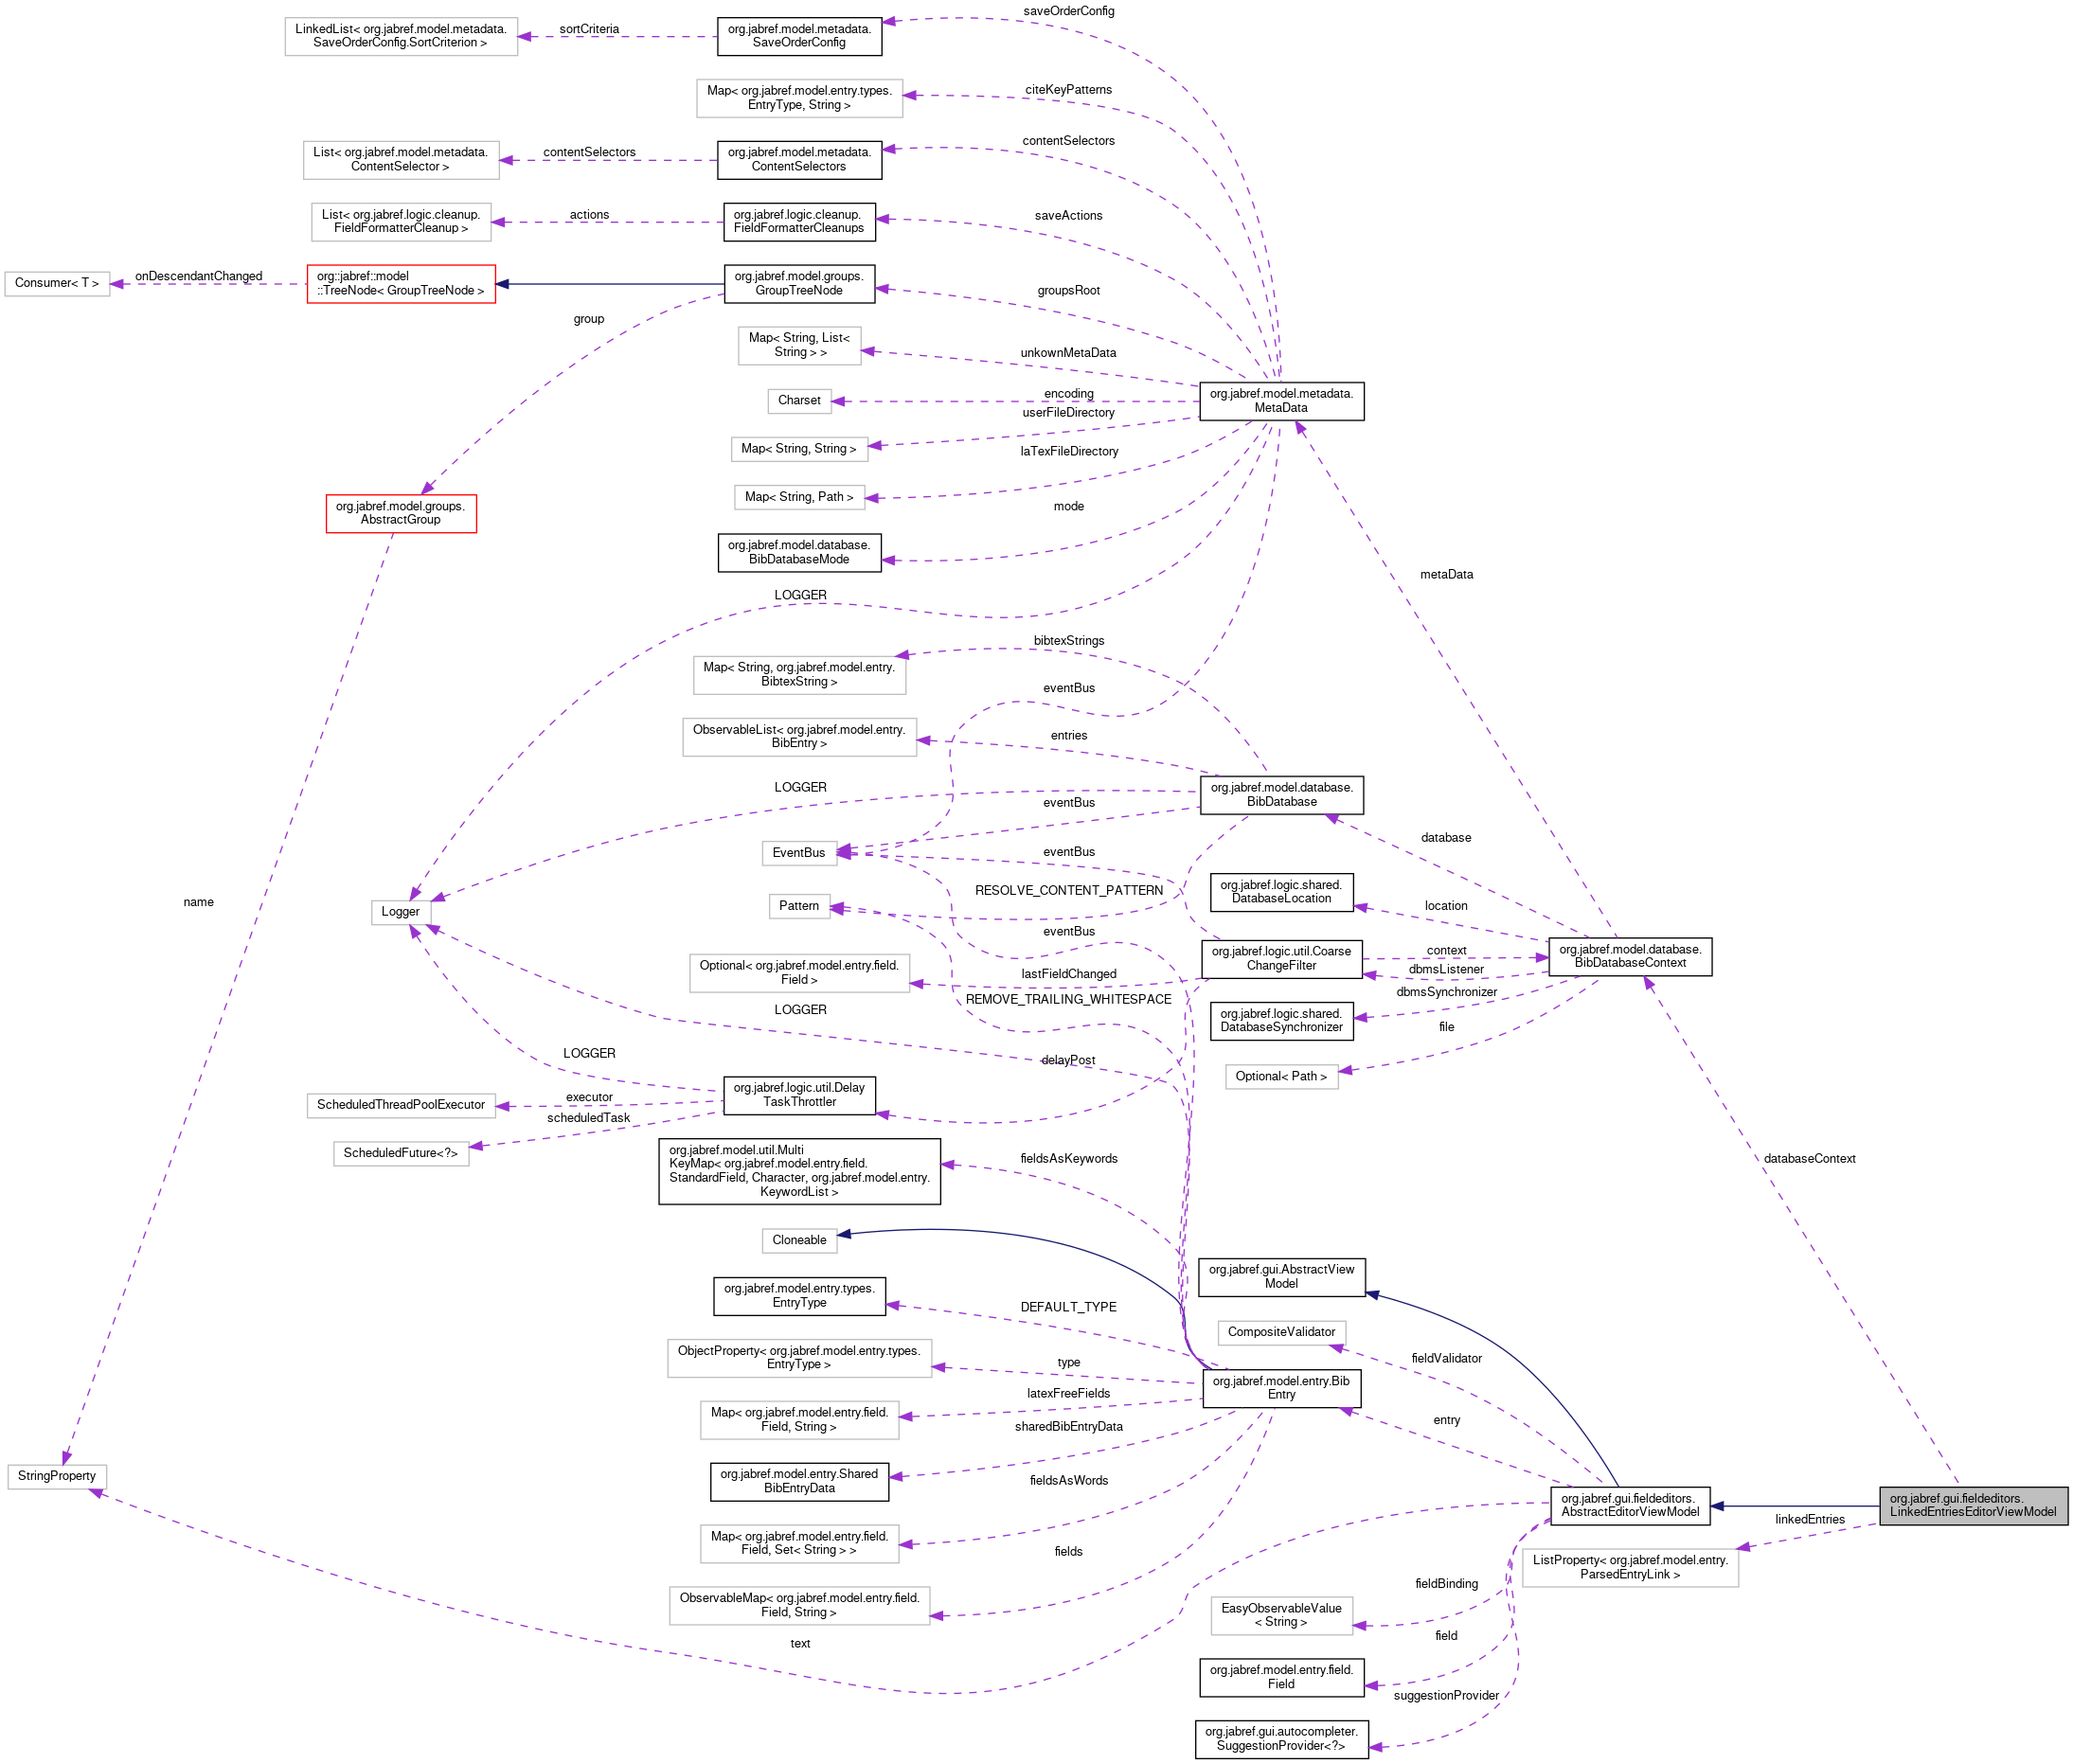 saveOrderConfig
LinkedList< org.jabref.model.metadata.
SaveOrderConfig.SortCriterion >
sortCriteria
org.jabref.model.metadata.
SaveOrderConfig
Map< org.jabref.model.entry.types.
EntryType, String >
citeKeyPatterns
List< org.jabref.model.metadata.
ContentSelector >
contentSelectors
org.jabref.model.metadata.
ContentSelectors
contentSelectors
List< org.jabref.logic.cleanup.
FieldFormatterCleanup >
actions
org.jabref.logic.cleanup.
FieldFormatterCleanups
saveActions
Consumer< T >
onDescendantChanged
org::jabref::model
::TreeNode< GroupTreeNode >
org.jabref.model.groups.
GroupTreeNode
groupsRoot
group
Map< String, List<
String > >
unkownMetaData
Charset
encoding
org.jabref.model.metadata.
MetaData
userFileDirectory
Map< String, String >
laTexFileDirectory
Map< String, Path >
mode
org.jabref.model.groups.
AbstractGroup
org.jabref.model.database.
BibDatabaseMode
metaData
LOGGER
bibtexStrings
Map< String, org.jabref.model.entry.
BibtexString >
eventBus
ObservableList< org.jabref.model.entry.
BibEntry >
entries
LOGGER
org.jabref.model.database.
BibDatabase
eventBus
database
EventBus
eventBus
name
Logger
Pattern
RESOLVE_CONTENT_PATTERN
org.jabref.logic.shared.
DatabaseLocation
location
eventBus
org.jabref.logic.util.Coarse
ChangeFilter
context
org.jabref.model.database.
BibDatabaseContext
Optional< org.jabref.model.entry.field.
Field >
lastFieldChanged
dbmsListener
REMOVE_TRAILING_WHITESPACE
dbmsSynchronizer
LOGGER
org.jabref.logic.shared.
DatabaseSynchronizer
file
LOGGER
delayPost
Optional< Path >
org.jabref.logic.util.Delay
TaskThrottler
ScheduledThreadPoolExecutor
executor
scheduledTask
ScheduledFuture<?>
org.jabref.model.util.Multi
KeyMap< org.jabref.model.entry.field.
StandardField, Character, org.jabref.model.entry.
KeywordList >
fieldsAsKeywords
databaseContext
Cloneable
org.jabref.gui.AbstractView
Model
org.jabref.model.entry.types.
EntryType
DEFAULT_TYPE
CompositeValidator
ObjectProperty< org.jabref.model.entry.types.
EntryType >
type
fieldValidator
org.jabref.model.entry.Bib
Entry
latexFreeFields
Map< org.jabref.model.entry.field.
Field, String >
sharedBibEntryData
entry
StringProperty
org.jabref.model.entry.Shared
BibEntryData
fieldsAsWords
org.jabref.gui.fieldeditors.
AbstractEditorViewModel
org.jabref.gui.fieldeditors.
LinkedEntriesEditorViewModel
linkedEntries
Map< org.jabref.model.entry.field.
Field, Set< String > >
fields
ListProperty< org.jabref.model.entry.
ParsedEntryLink >
ObservableMap< org.jabref.model.entry.field.
Field, String >
fieldBinding
EasyObservableValue
< String >
field
text
org.jabref.model.entry.field.
Field
suggestionProvider
org.jabref.gui.autocompleter.
SuggestionProvider<?>